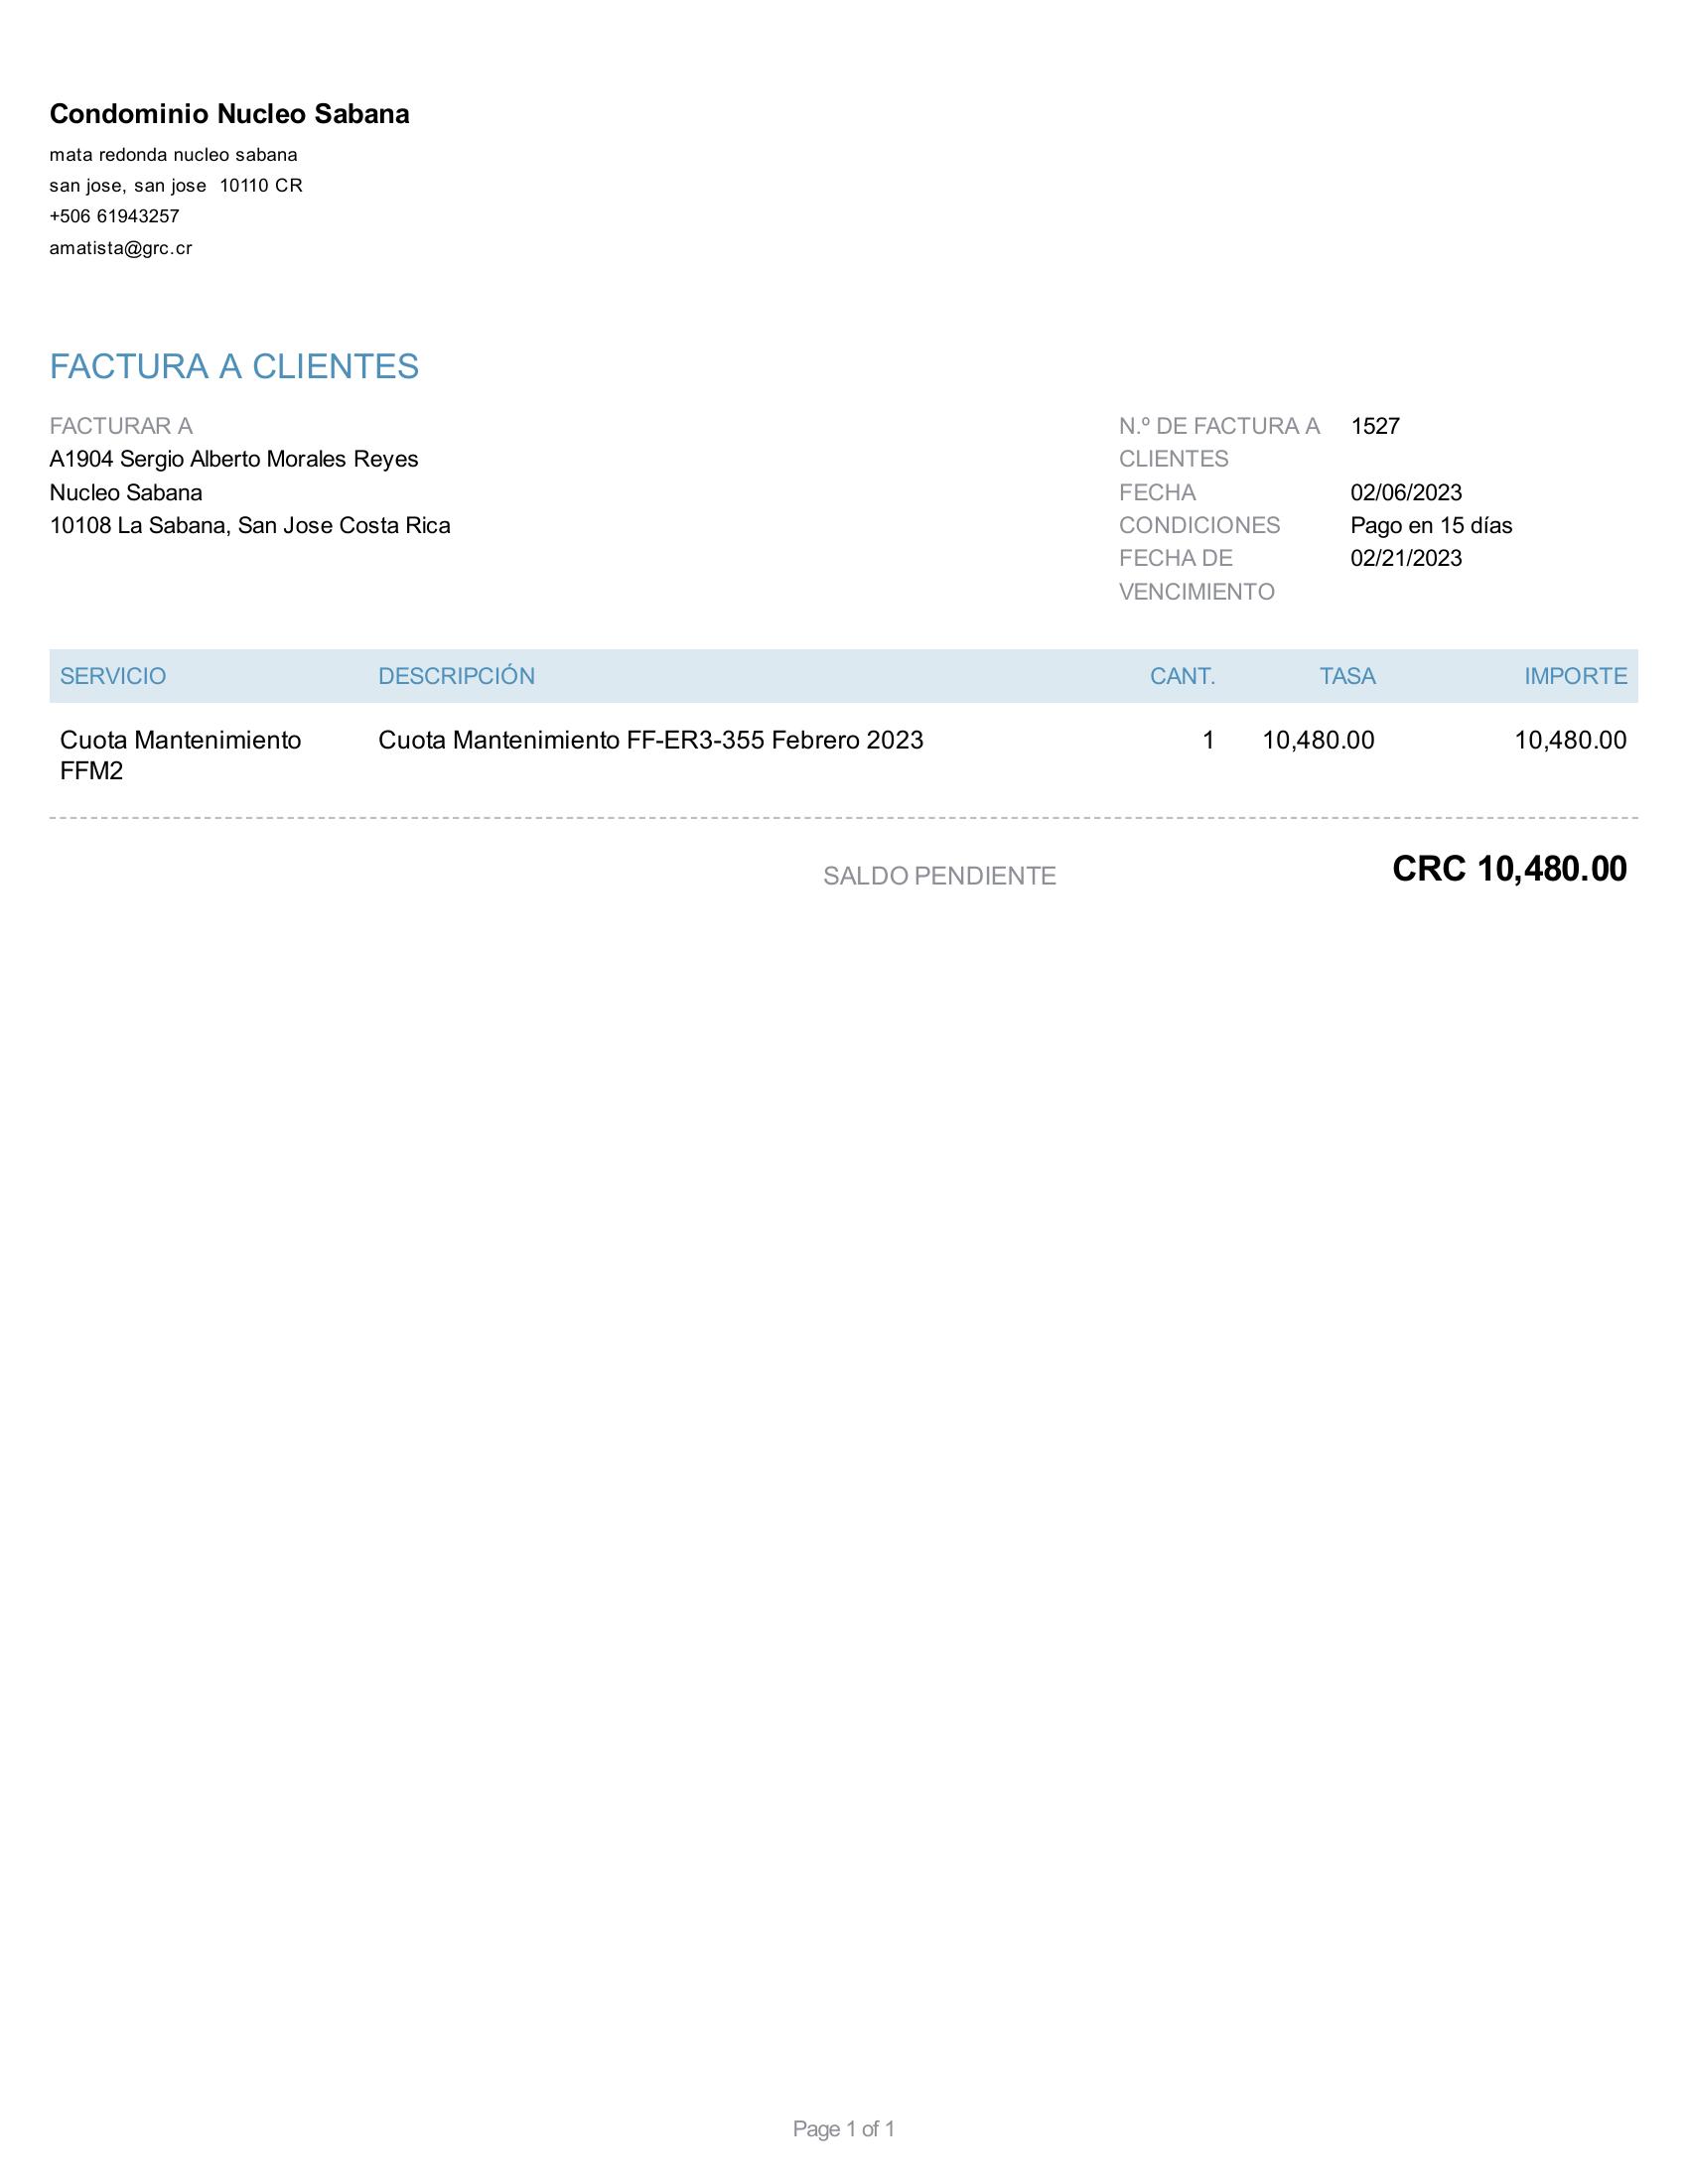 Condominio Nucleo Sabana
mata redonda nucleo sabana
san jose, san jose  10110 CR
+506 61943257
amatista@grc.cr
FACTURA A CLIENTES
FACTURAR A
A1904 Sergio Alberto Morales Reyes
Nucleo Sabana
10108 La Sabana, San Jose Costa Rica
N.º DE FACTURA A 1527
CLIENTES
FECHA 02/06/2023
CONDICIONES Pago en 15 días
FECHA DE 02/21/2023
VENCIMIENTO
SERVICIO DESCRIPCIÓN CANT. TASA IMPORTE
Cuota Mantenimiento Cuota Mantenimiento FF-ER3-355 Febrero 2023 1 10,480.00 10,480.00
FFM2
SALDO PENDIENTE CRC 10,480.00
Page 1 of 1